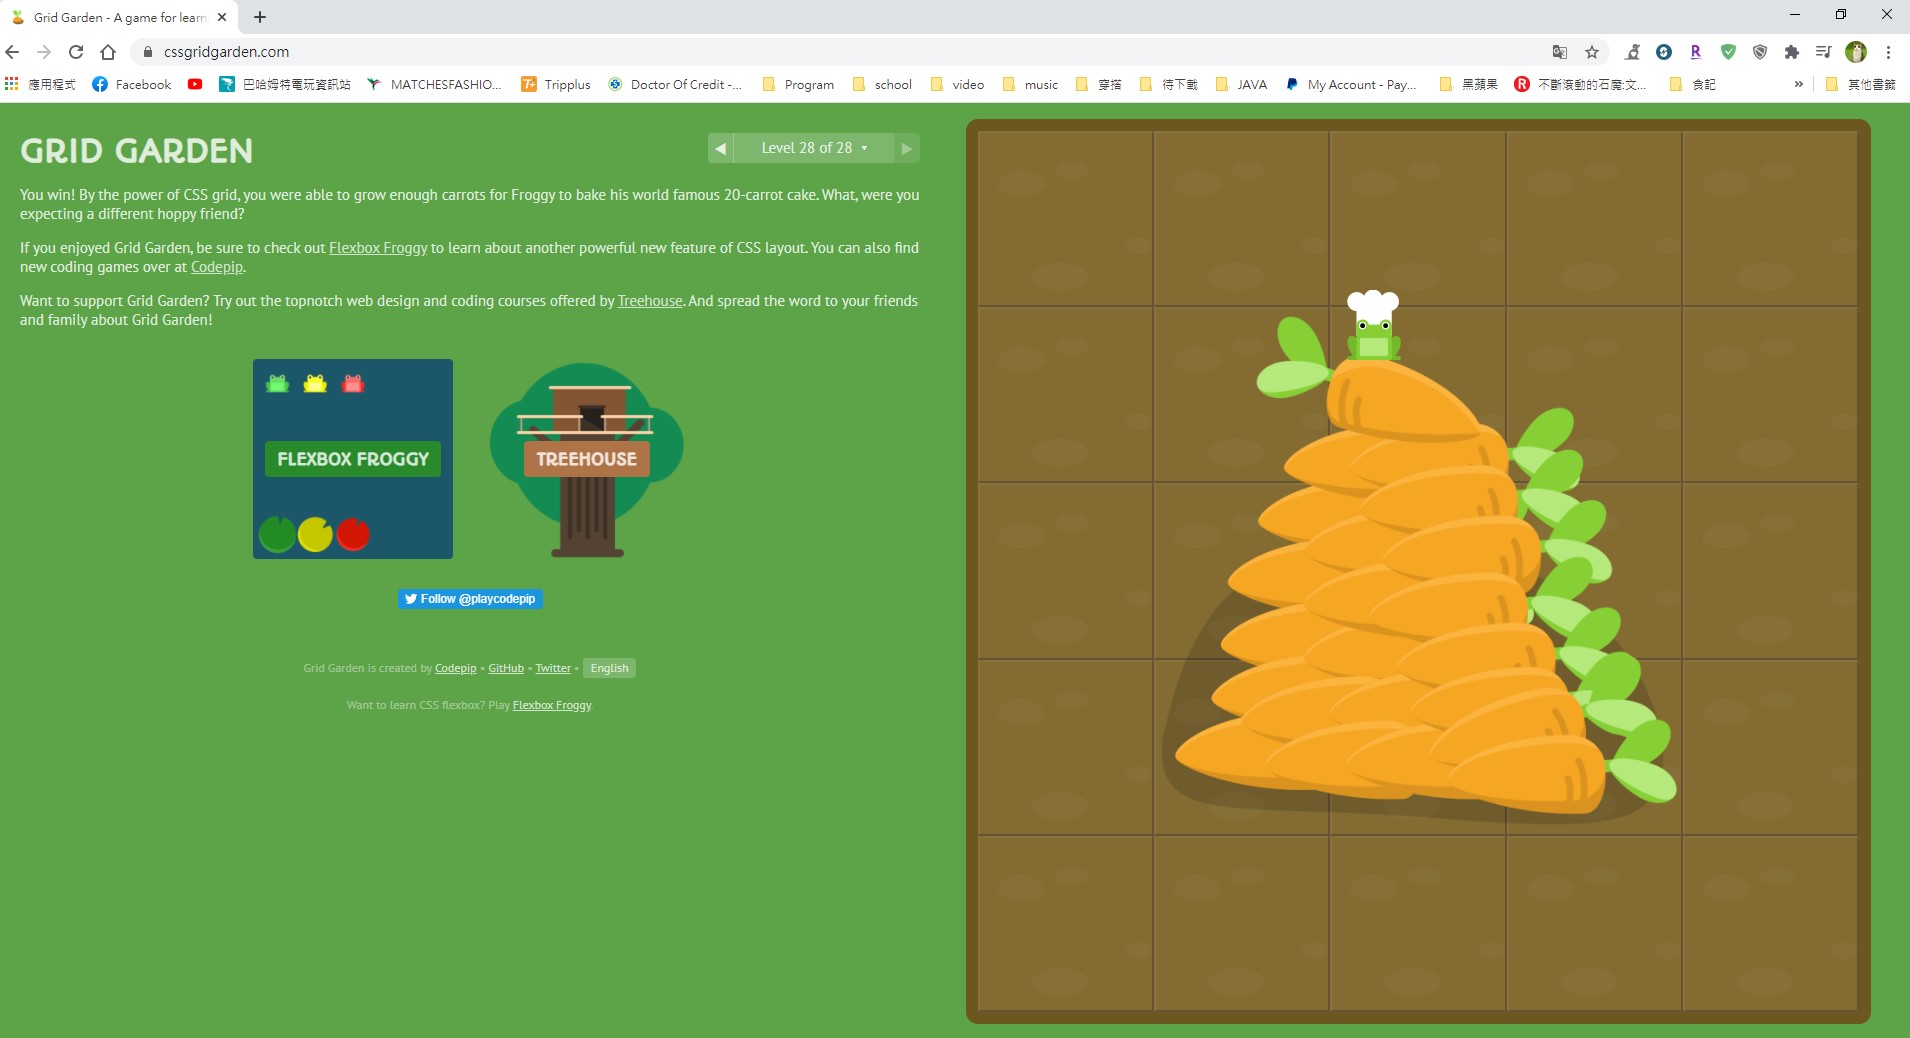 Grid Garden - A game for learn
cssgridgarden.com
應用程式
Facebook
巴哈姆特電玩資訊站
MATCHESFASHIO...
Tripplus
Doctor Of Credit -...
Program
school
video
music
穿搭
待下載
JAVA
My Account - Pay...
黑蘋果
不斷滾動的石魔:文...
食記
»
其他書籤
GRID GARDEN
Level 28 of 28
You win! By the power of CSS grid, you were able to grow enough carrots for Froggy to bake his world famous 20-carrot cake. What, were you
expecting a different hoppy friend?
If you enjoyed Grid Garden, be sure to check out Flexbox Froggy to learn about another powerful new feature of CSS layout. You can also find
new coding games over at Codepip.
Want to support Grid Garden? Try out the topnotch web design and coding courses offered by Treehouse. And spread the word to your friends
and family about Grid Garden!
FLEXBOX FROGGY
TREEHOUSE
Follow @playcodepip
Grid Garden is created by Codepip • GitHub • Twitter • English
Want to learn CSS flexbox? Play Flexbox Froggy.